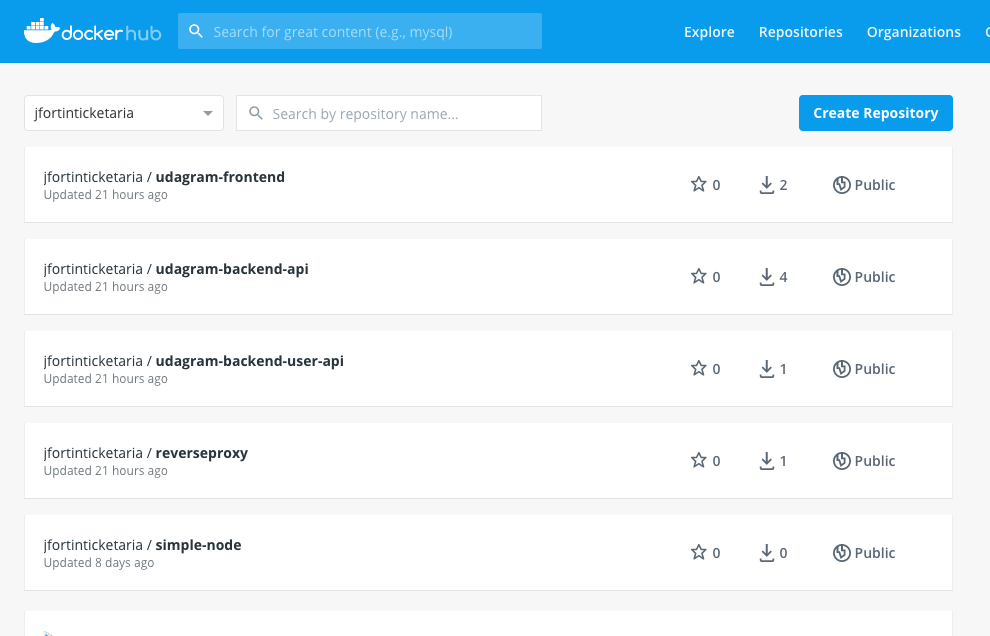 docker hub
Search for great content (e.g., mysql)
Explore
Repositories
Organizations
jfortinticketaria
Search by repository name...
Create Repository
jfortinticketaria / udagram-frontend
Updated 21 hours ago
0
2
Public
jfortinticketaria / udagram-backend-api
Updated 21 hours ago
0
4
Public
jfortinticketaria / udagram-backend-user-api
Updated 21 hours ago
0
1
Public
jfortinticketaria / reverseproxy
Updated 21 hours ago
0
1
Public
jfortinticketaria / simple-node
Updated 8 days ago
0
0
Public